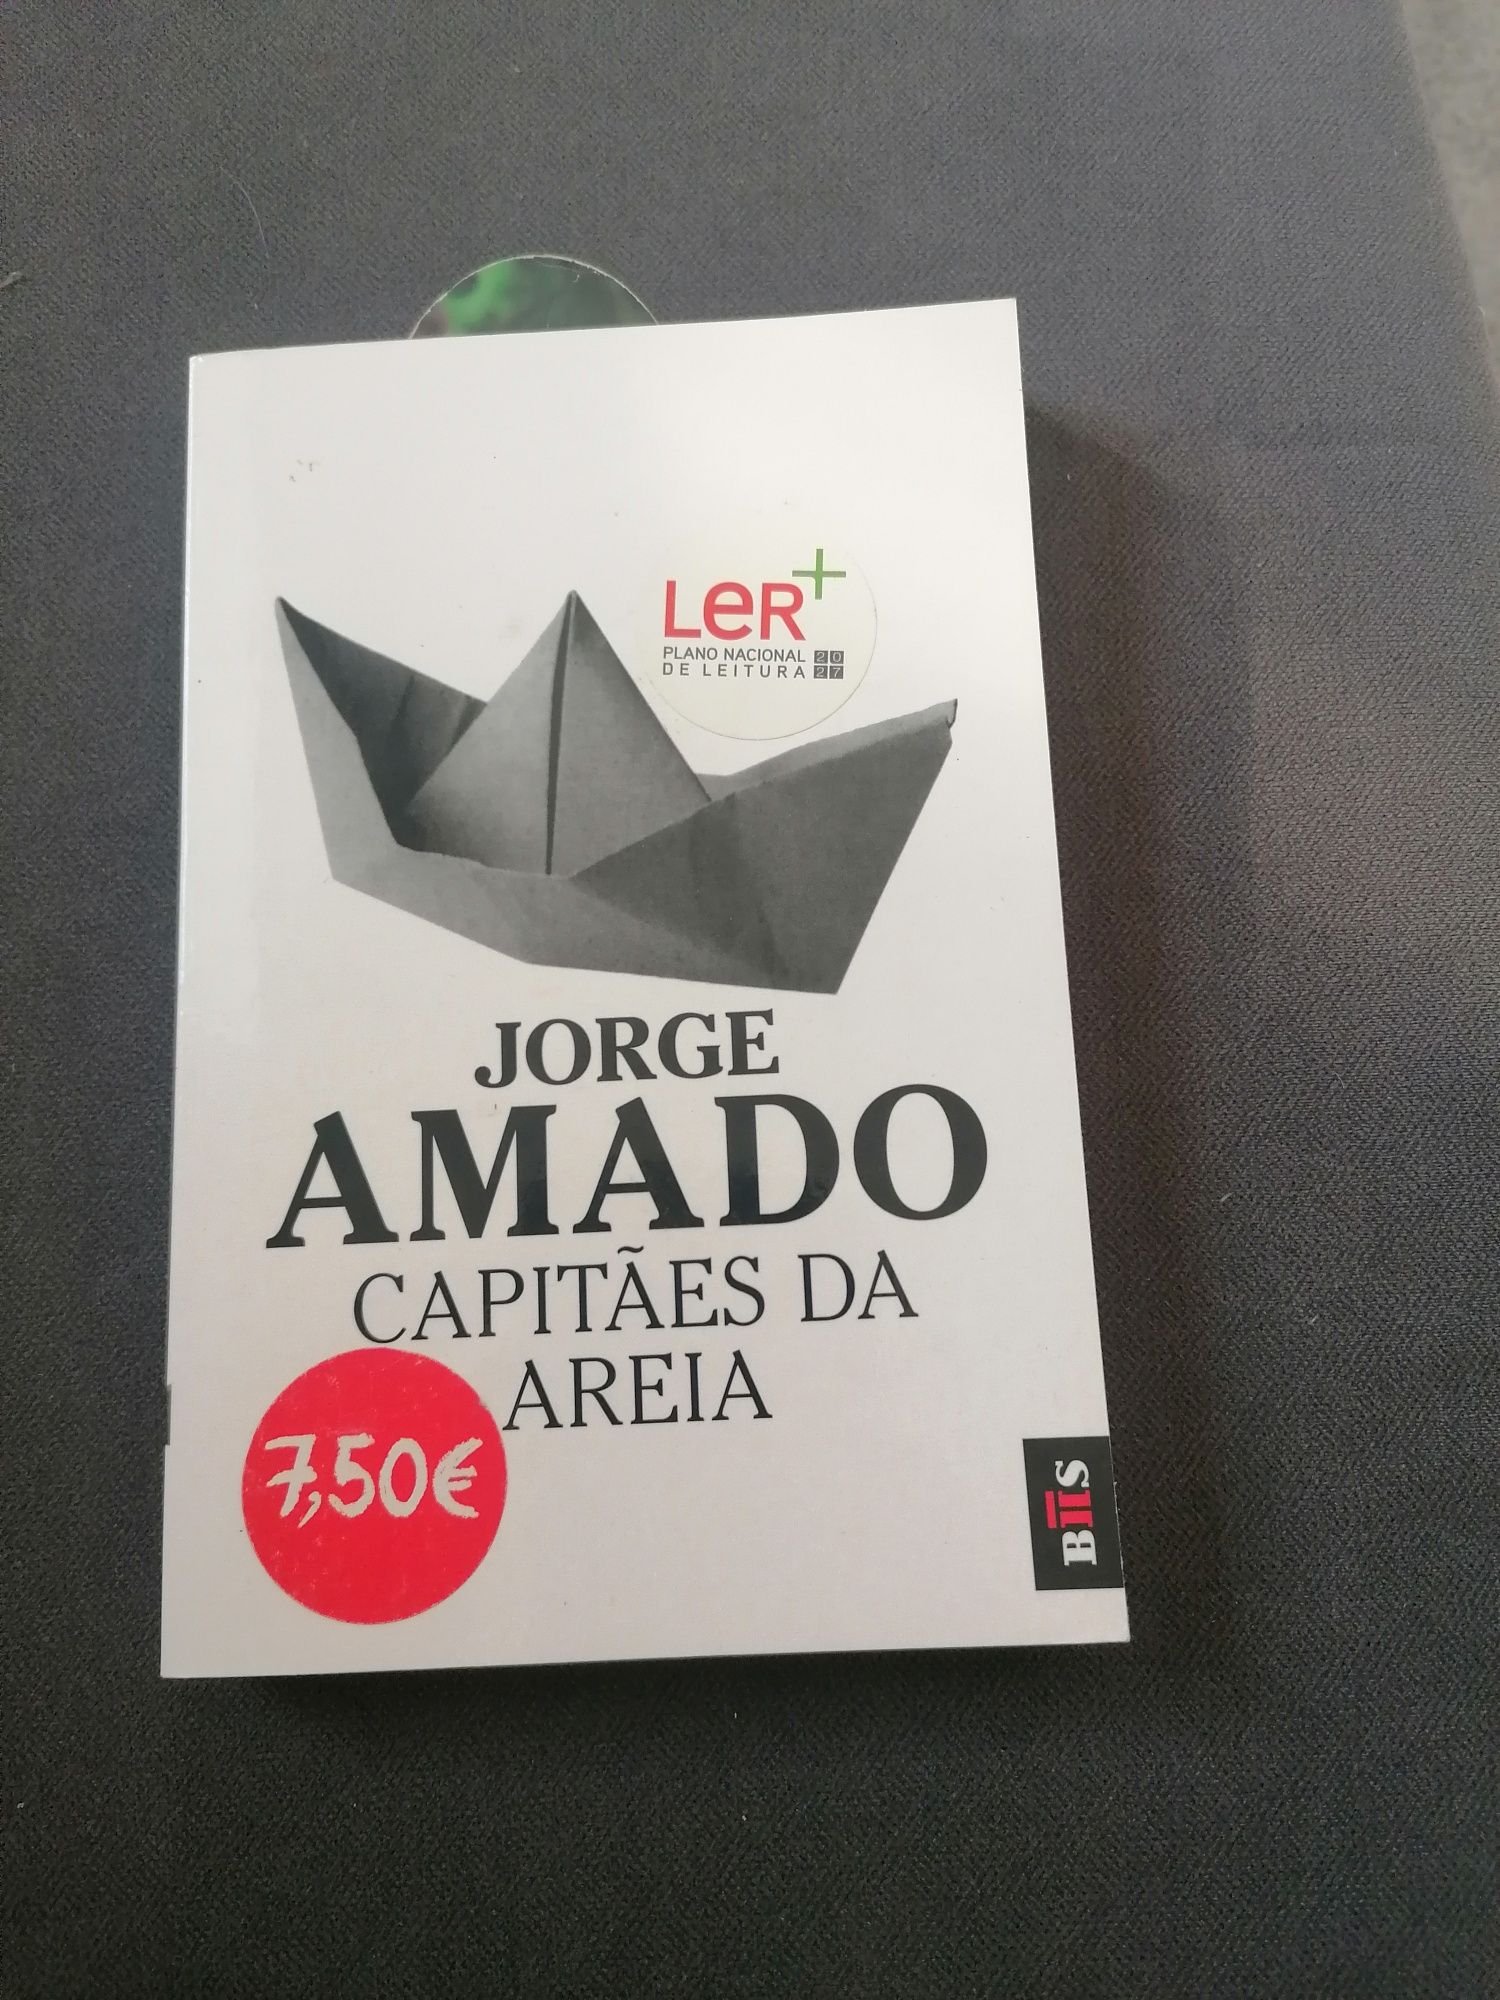 LeR+
PLANO NACIONAL 20
DE LEITURA 27
JORGE
AMADO
CAPITÃES DA
AREIA
7,50€
BIIS